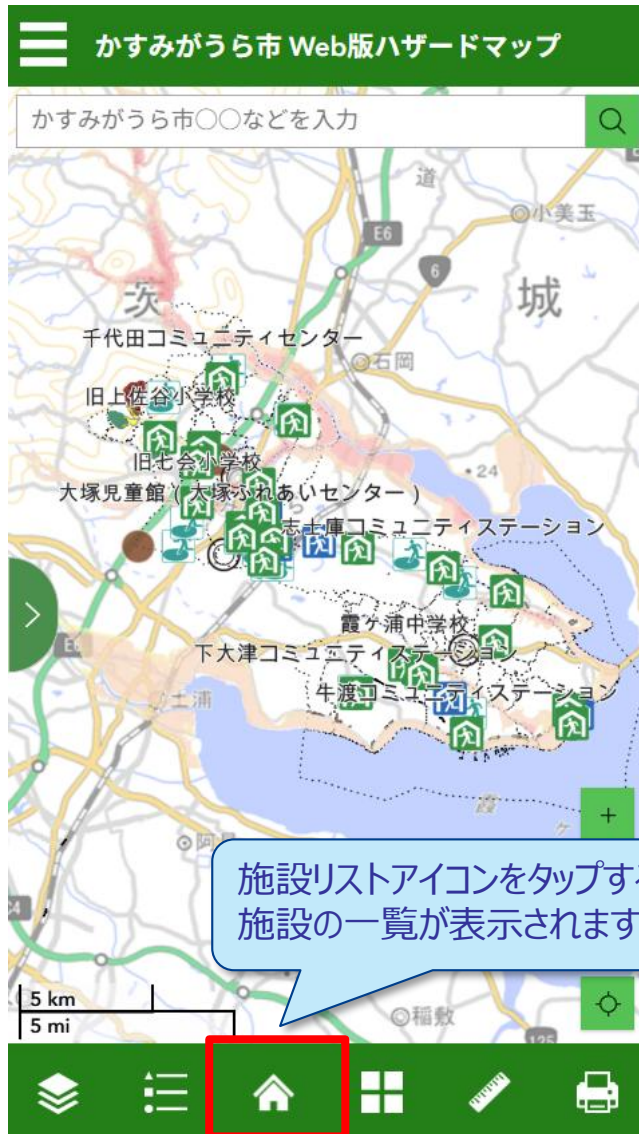 かすみがうら市 Web版ハザードマップ
かすみがうら市○○などを入力
道
小美玉
E6
6
茨
城
千代田コミュニティセンター
石岡
旧上佐谷小学校
旧七会小学校
24
大塚児童館(大塚ふれあいセンター)
志士庫コミュニティステーション
霞ヶ浦中学校
下大津コミュニティステーション
土浦
牛渡コミュニティステーション
霞
ケ
施設リストアイコンをタップする
施設の一覧が表示されます
5 km
5 mi
稲敷
125